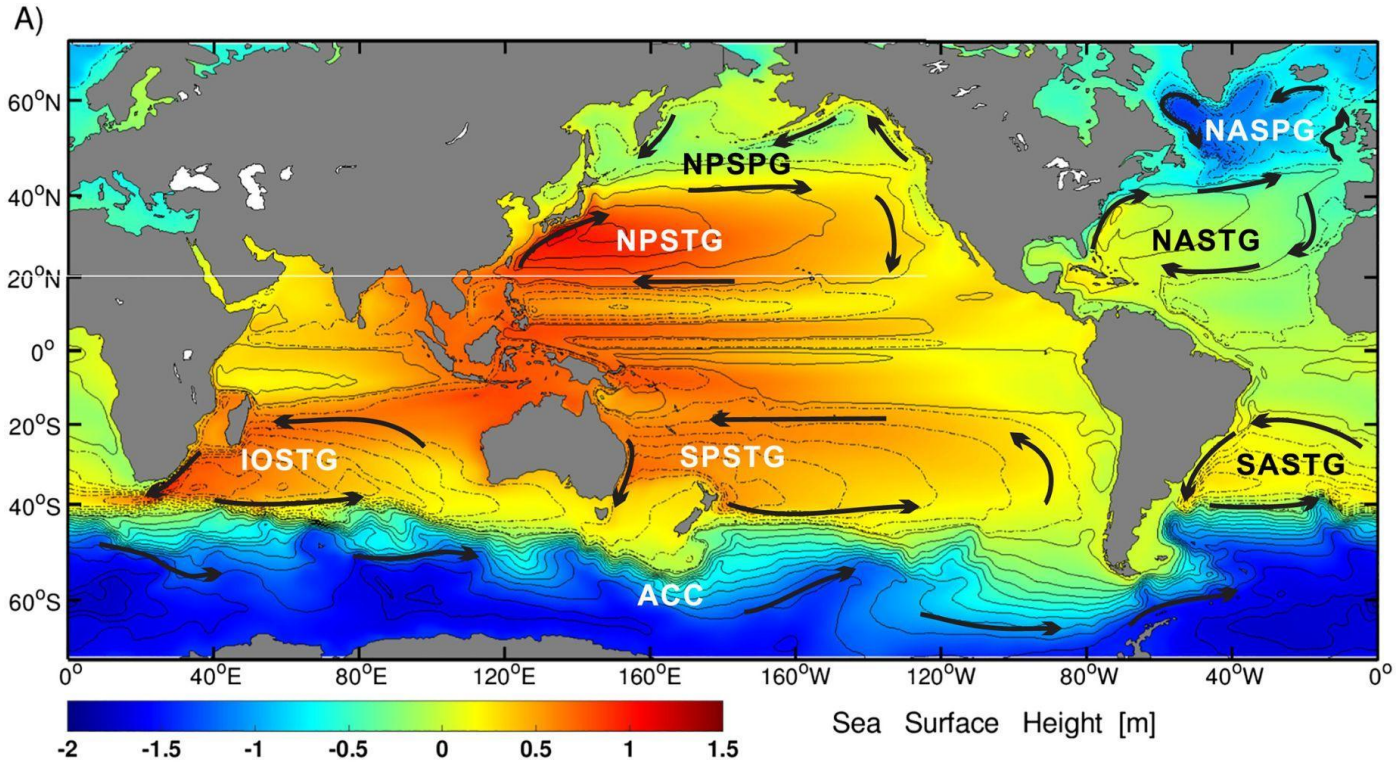 A)
60°N
40°N
20°N
0°
20°S
40°S
60°S
NASPG
NPSPG
NPSTG
NASTG
IOSTG
SPSTG
SASTG
ACC
0° 40°E 80°E 120°E 160°E 160°W 120°W 80°W 40°W 0°
-2 -1.5 -1 -0.5 0 0.5 1 1.5
Sea Surface Height [m]